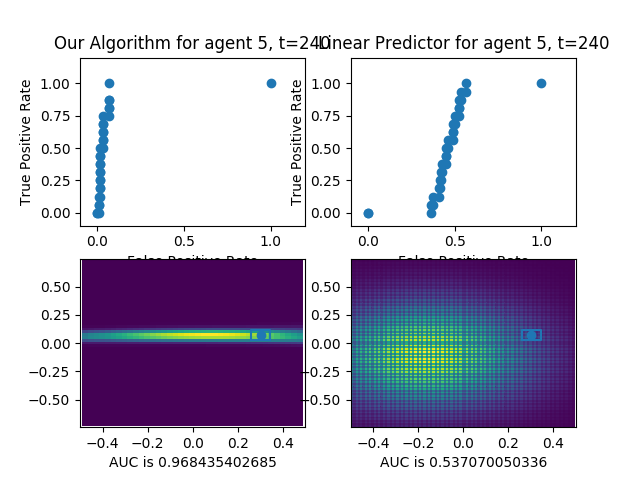 Our Algorithm for agent 5, t=240
Linear Predictor for agent 5, t=240
True Positive Rate
1.00
0.75
0.50
0.25
0.00
0.0 0.5 1.0
False Positive Rate
True Positive Rate
1.00
0.75
0.50
0.25
0.00
0.0 0.5 1.0
False Positive Rate
0.50
0.25
0.00
−0.25
−0.50
−0.4 −0.2 0.0 0.2 0.4
AUC is 0.968435402685
0.50
0.25
0.00
−0.25
−0.50
−0.4 −0.2 0.0 0.2 0.4
AUC is 0.537070050336